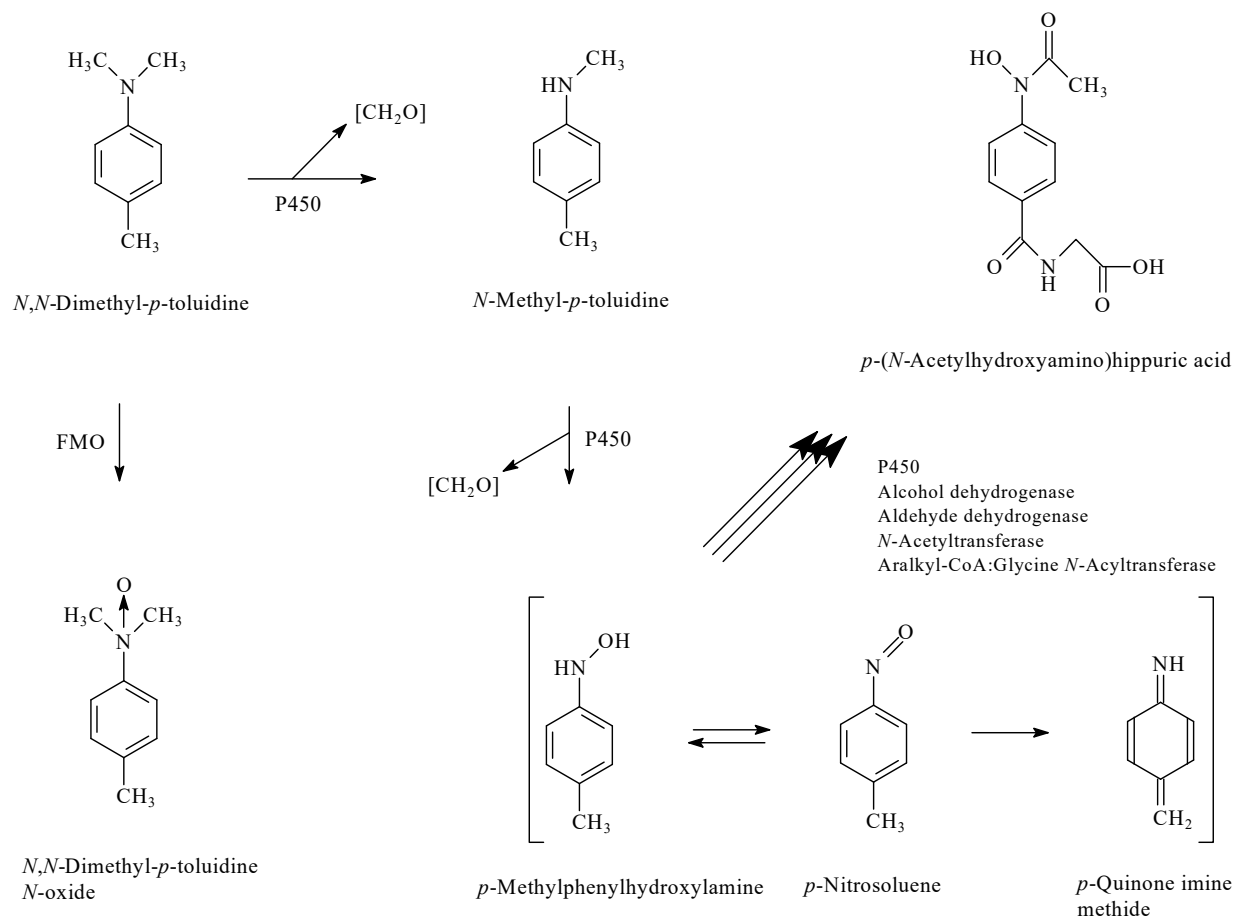 O
H₃C
CH₃
N
CH₃
N,N-Dimethyl-p-toluidine
[CH₂O]
P450
CH₃
HN
CH₃
N-Methyl-p-toluidine
HO
N
CH₃
O
N
H
OH
O
p-(N-Acetylhydroxyamino)hippuric acid
FMO
P450
[CH₂O]
P450
Alcohol dehydrogenase
Aldehyde dehydrogenase
N-Acetyltransferase
Aralkyl-CoA:Glycine N-Acyltransferase
O
H₃C
CH₃
N
CH₃
N,N-Dimethyl-p-toluidine
N-oxide
OH
HN
CH₃
p-Methylphenylhydroxylamine
O
N
CH₃
p-Nitrosoluene
NH
CH₂
p-Quinone imine
methide